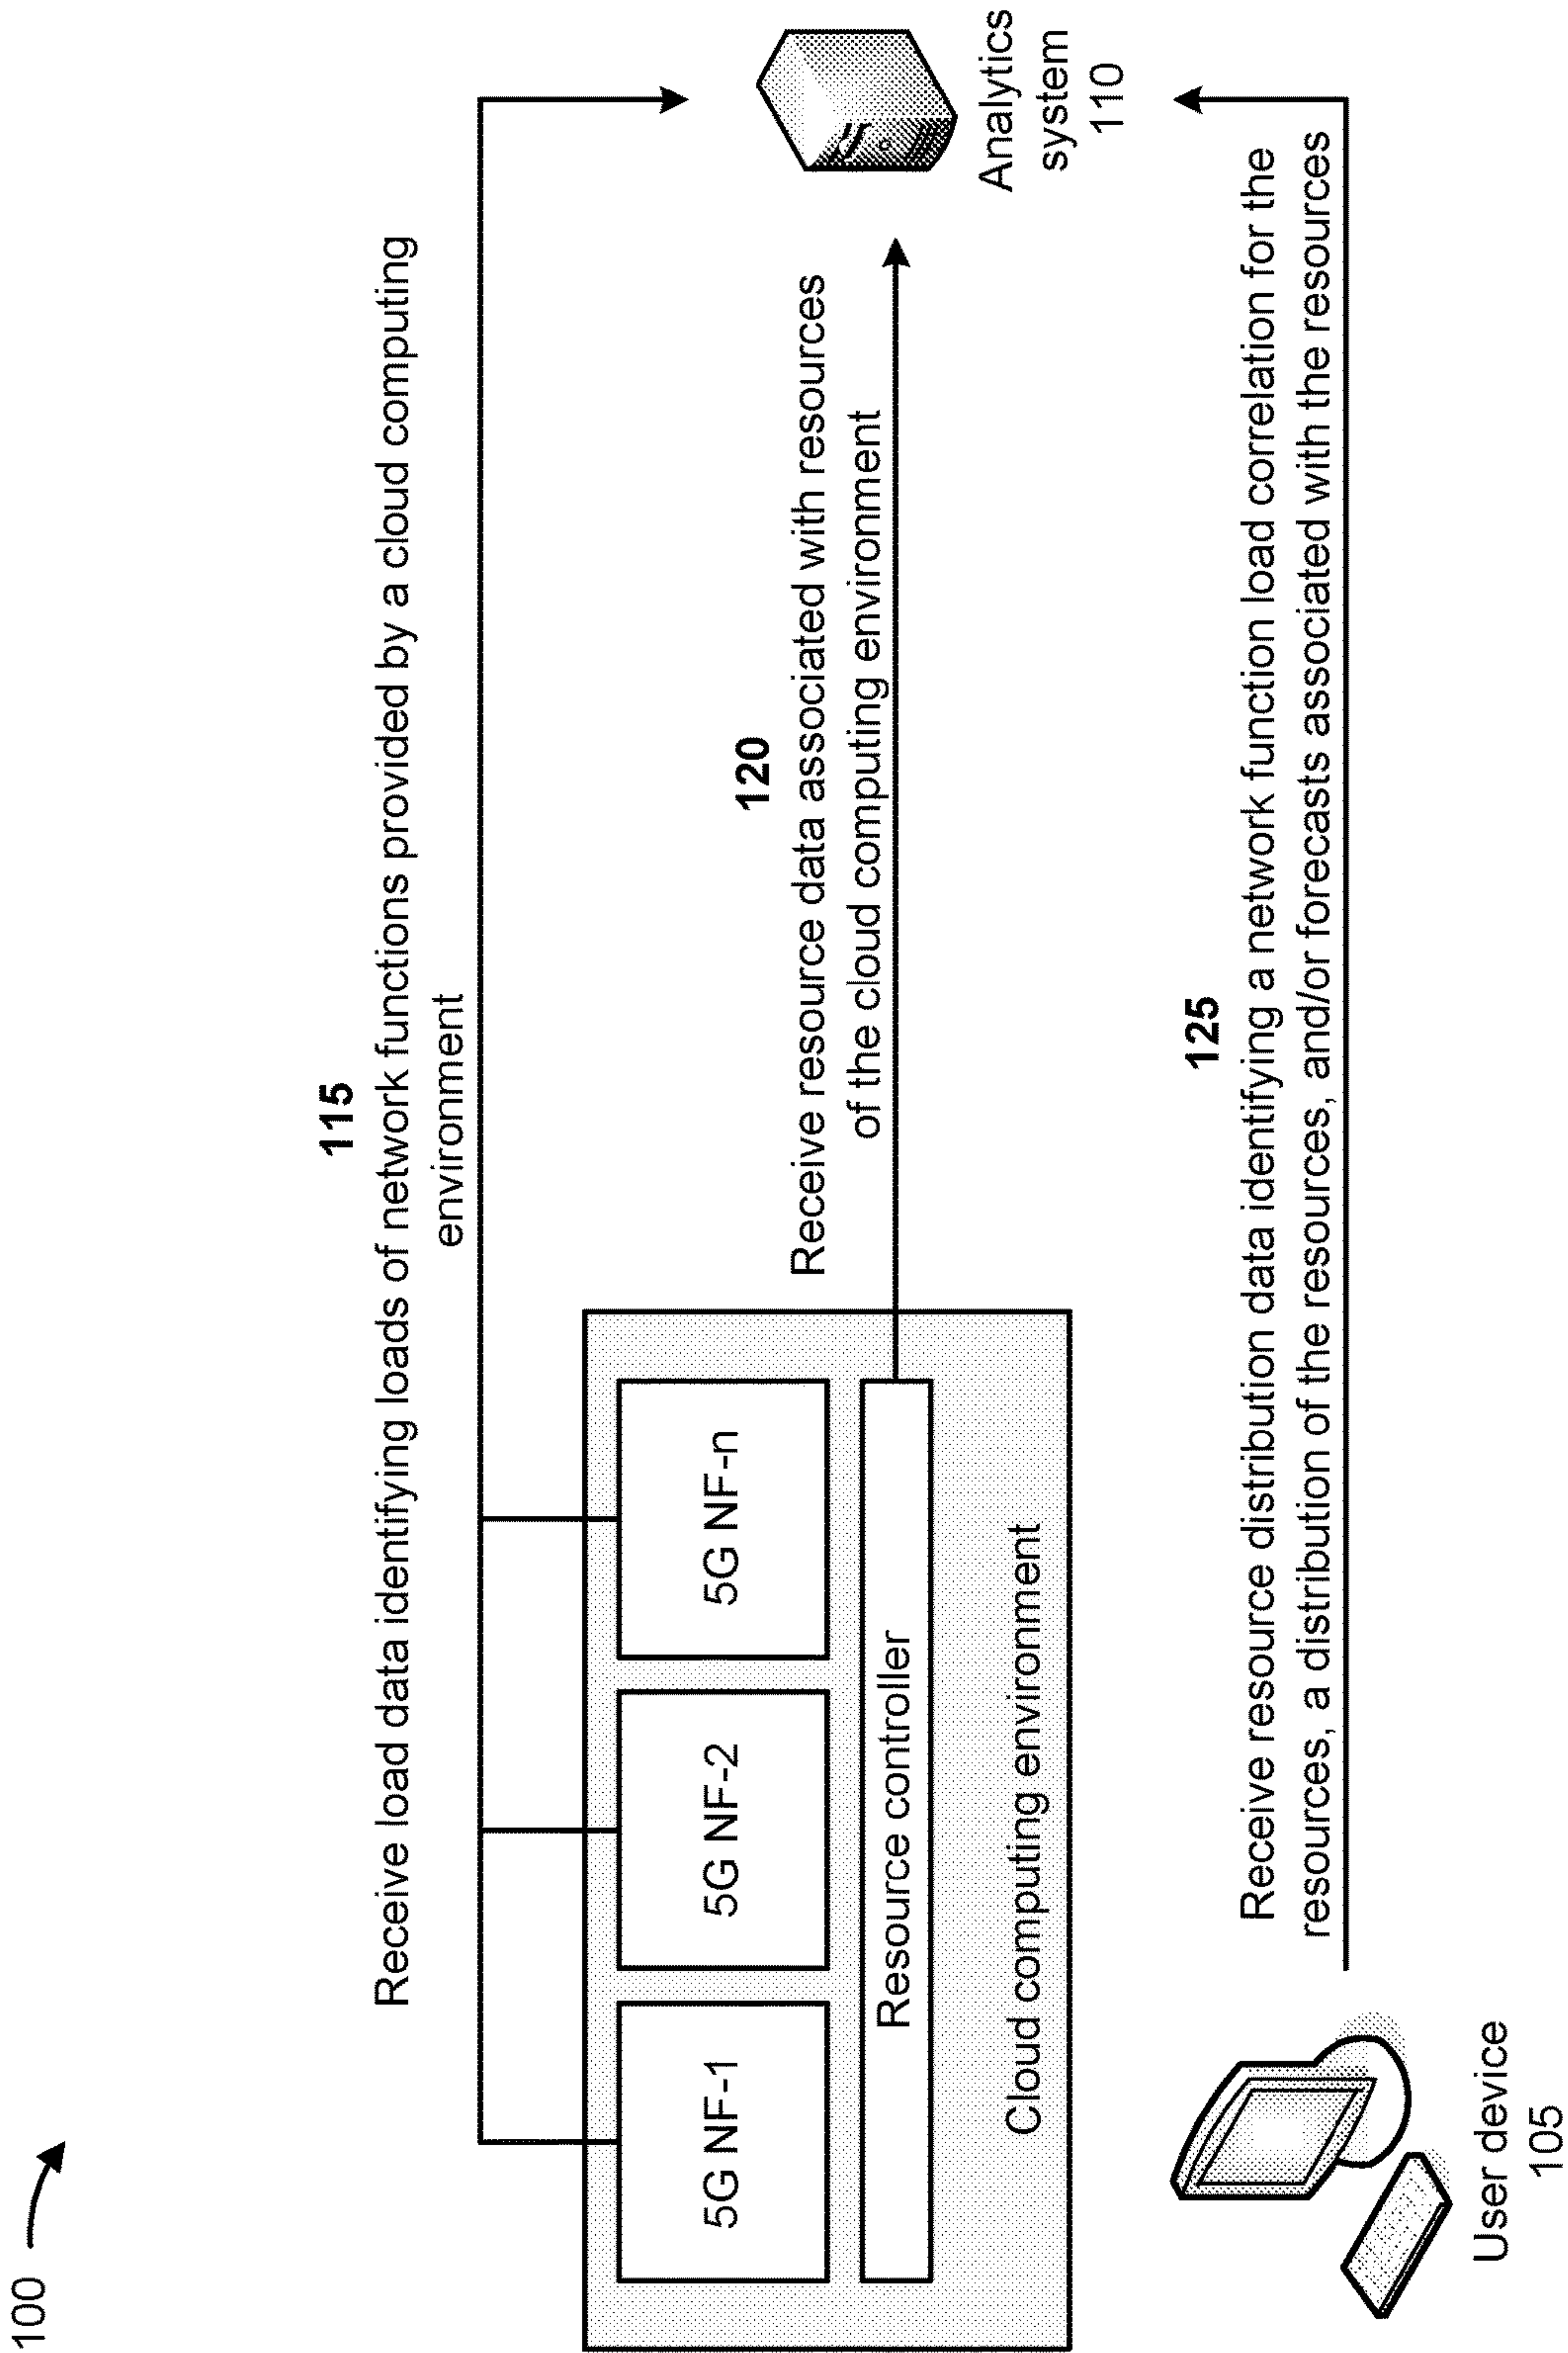 100
115
Receive load data identifying loads of network functions provided by a cloud computing
environment
5G NF-1
5G NF-2
5G NF-n
Resource controller
Cloud computing environment
120
Receive resource data associated with resources
of the cloud computing environment
Analytics
system
110
125
Receive resource distribution data identifying a network function load correlation for the
resources, a distribution of the resources, and/or forecasts associated with the resources
User device
105